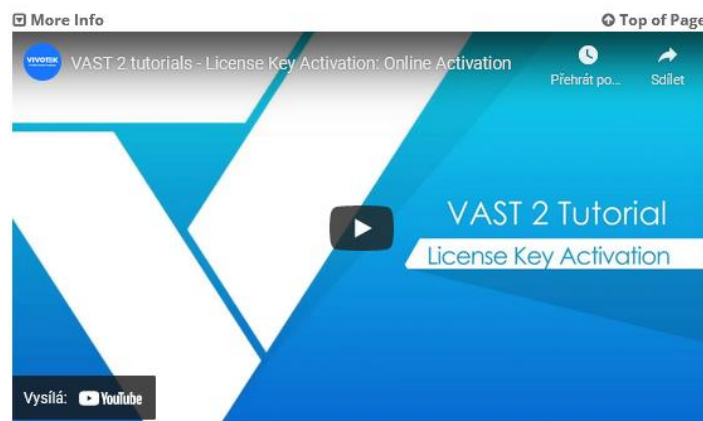 More Info
Top of Page
VIVOTEK
VAST 2 tutorials - License Key Activation: Online Activation
Přehrát po...
Sdílet
VAST 2 Tutorial
License Key Activation
Vysílá: YouTube